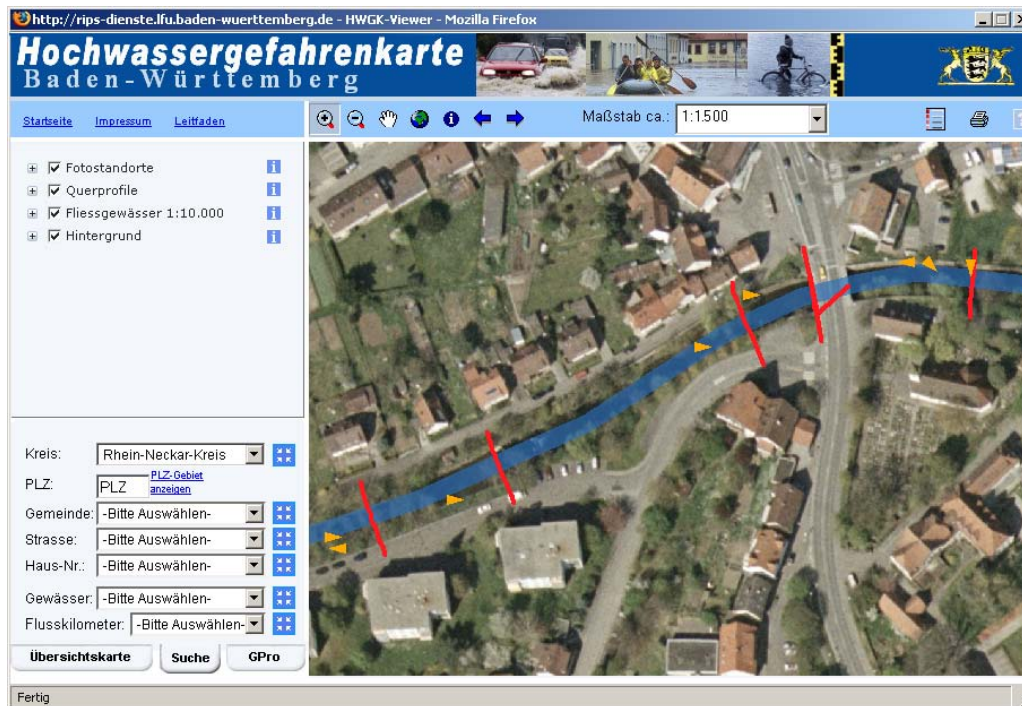 http://rips-dienste.lfu.baden-wuerttemberg.de - HWGK-Viewer - Mozilla Firefox
Hochwassergefahrenkarte
Baden-Württemberg
Startseite Impressum Leitfaden
Maßstab ca.: 1:1.500
Fotostandorte
Querprofile
Fliessgewässer 1:10.000
Hintergrund
Kreis: Rhein-Neckar-Kreis
PLZ: PLZ PLZ-Gebiet anzeigen
Gemeinde: -Bitte Auswählen-
Strasse: -Bitte Auswählen-
Haus-Nr.: -Bitte Auswählen-
Gewässer: -Bitte Auswählen-
Flusskilometer: -Bitte Auswählen-
Übersichtskarte Suche GPro
Fertig